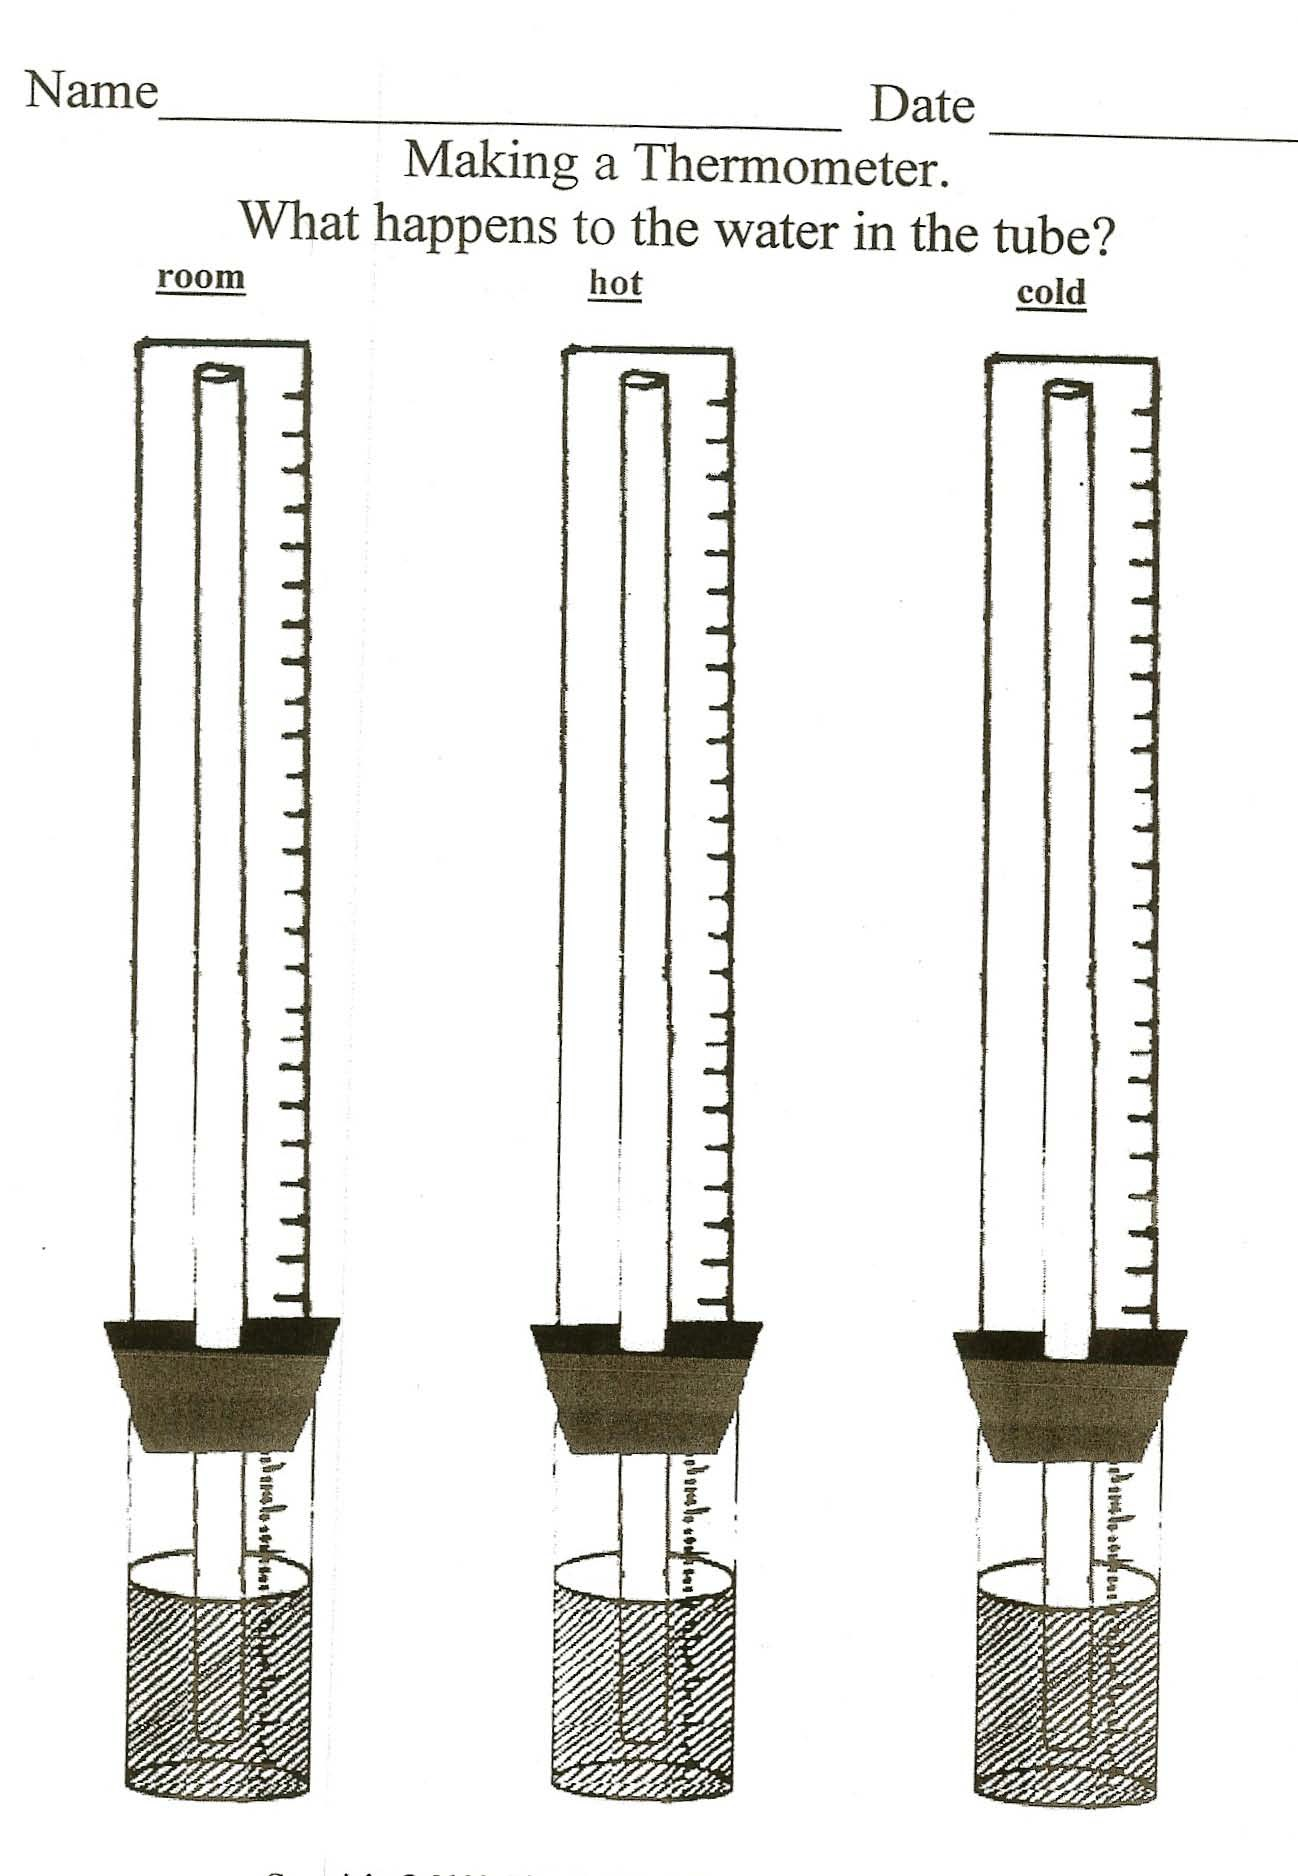 Name Date
Making a Thermometer.
What happens to the water in the tube?
room hot cold